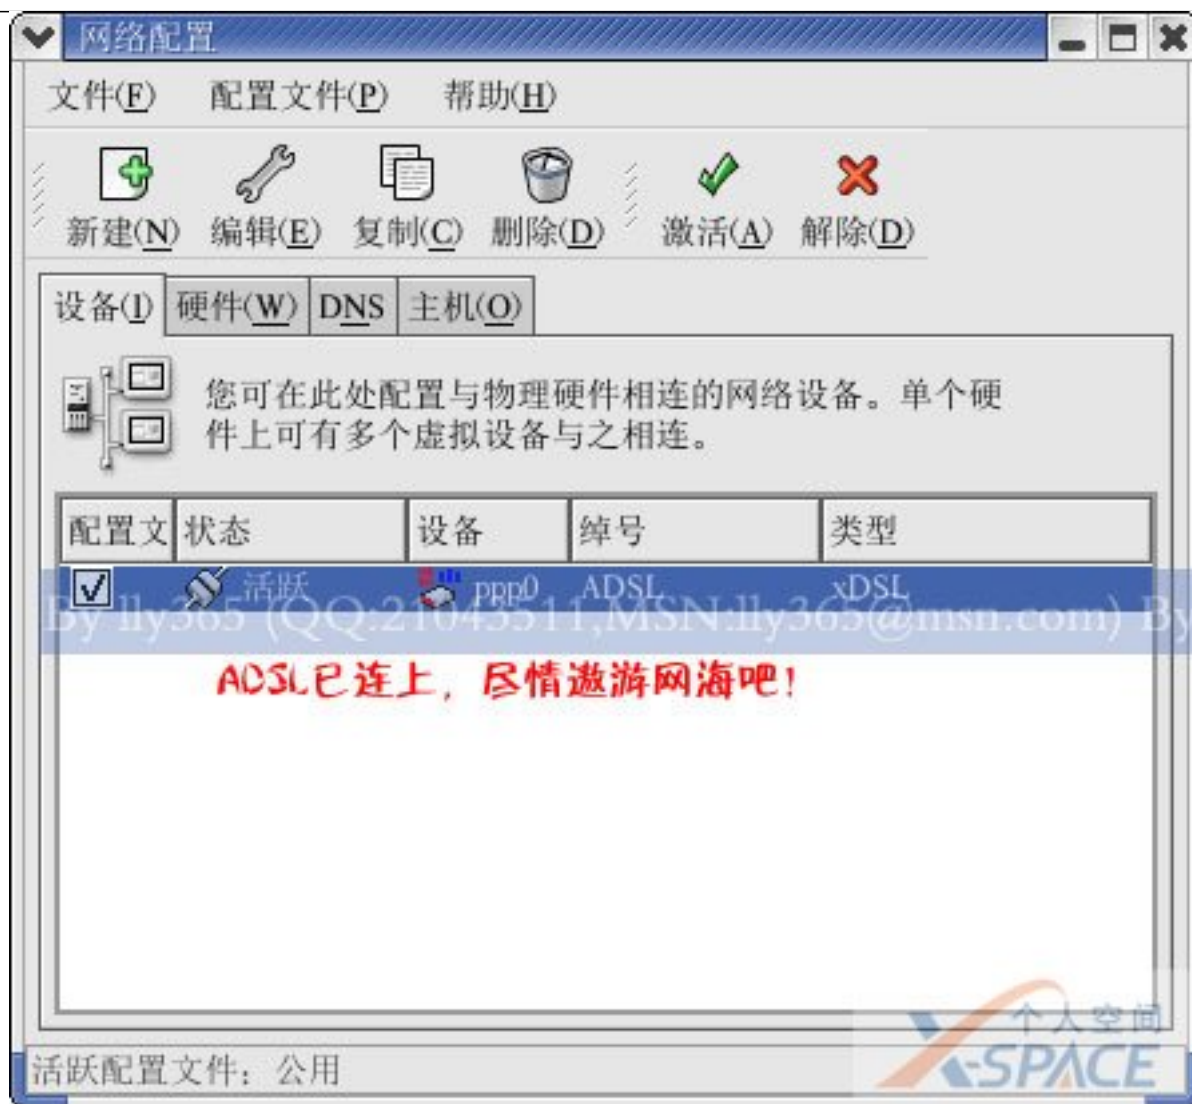 网络配置
文件(F) 配置文件(P) 帮助(H)
新建(N) 编辑(E) 复制(C) 删除(D) 激活(A) 解除(D)
设备(I) 硬件(W) DNS 主机(O)
您可在此处配置与物理硬件相连的网络设备。单个硬
件上可有多个虚拟设备与之相连。
配置文 状态 设备 绰号 类型
活跃 ppp0 ADSL xDSL
By lly365 (QQ:21043511,MSN:lly365@msn.com) By
ADSL已连上，尽情遨游网海吧！
个人空间
X-SPACE
活跃配置文件：公用